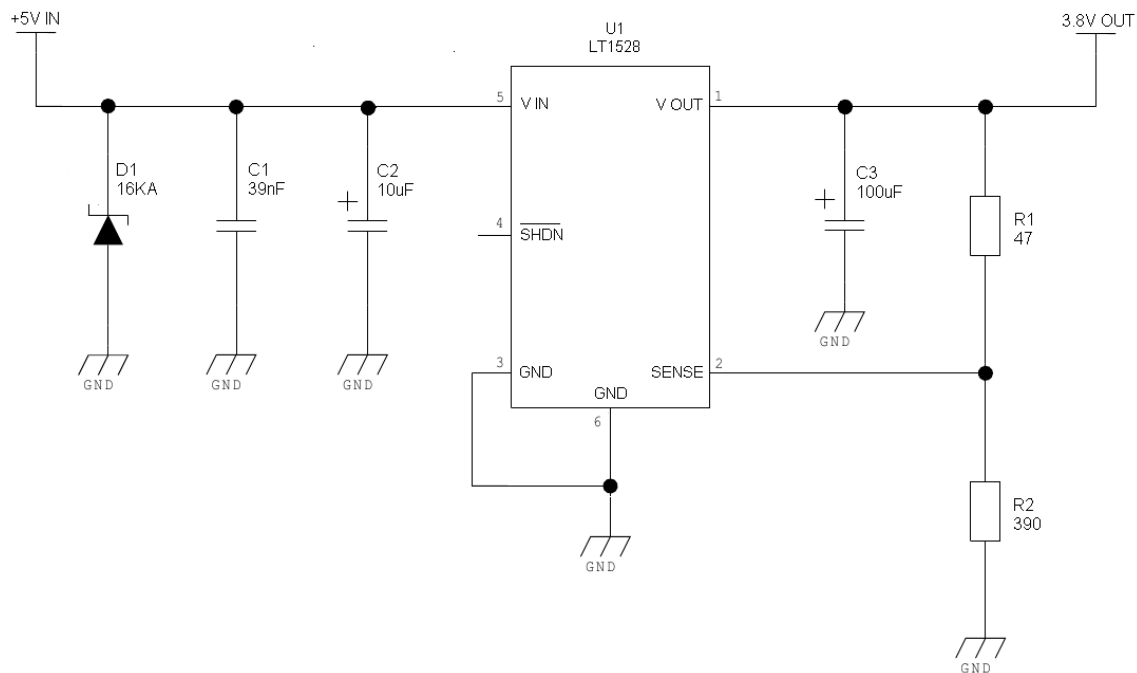 +5V IN
U1
LT1528
3.8V OUT
5
V IN
V OUT
1
D1
16KA
C1
39nF
C2
10uF
+
4
SHDN
C3
100uF
+
R1
47
GND
GND
GND
GND
3
GND
SENSE
2
GND
6
R2
390
GND
GND